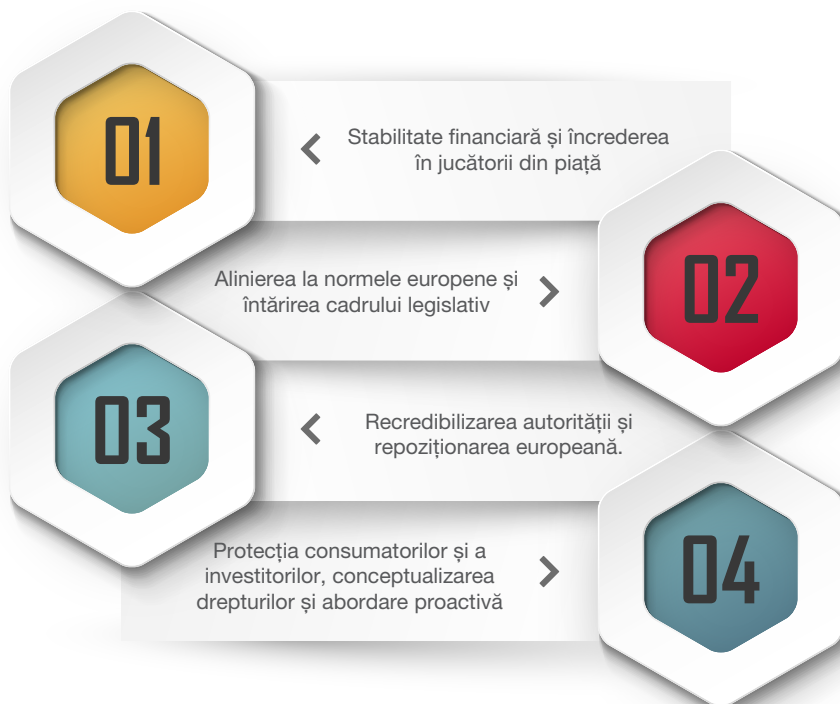 01
Stabilitate financiară și încrederea
în jucătorii din piață
Alinierea la normele europene și
întărirea cadrului legislativ
02
03
Recredibilizarea autorității și
repoziționarea europeană.
Protecția consumatorilor și a
investitorilor, conceptualizarea
drepturilor și abordare proactivă
04